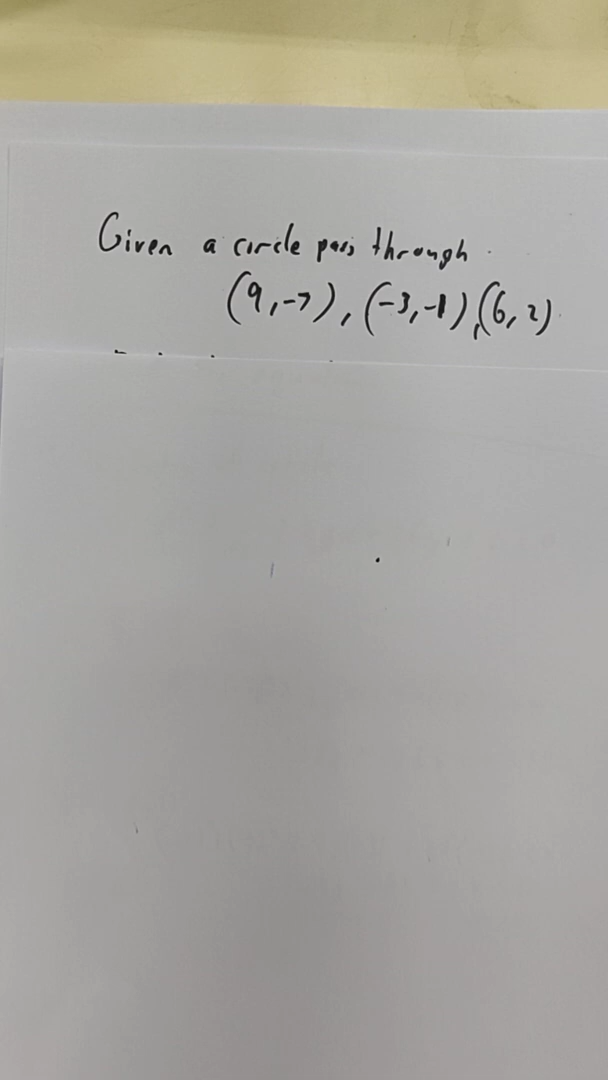 Given a circle pass through
(9,-7), (-3,-1), (6,2)